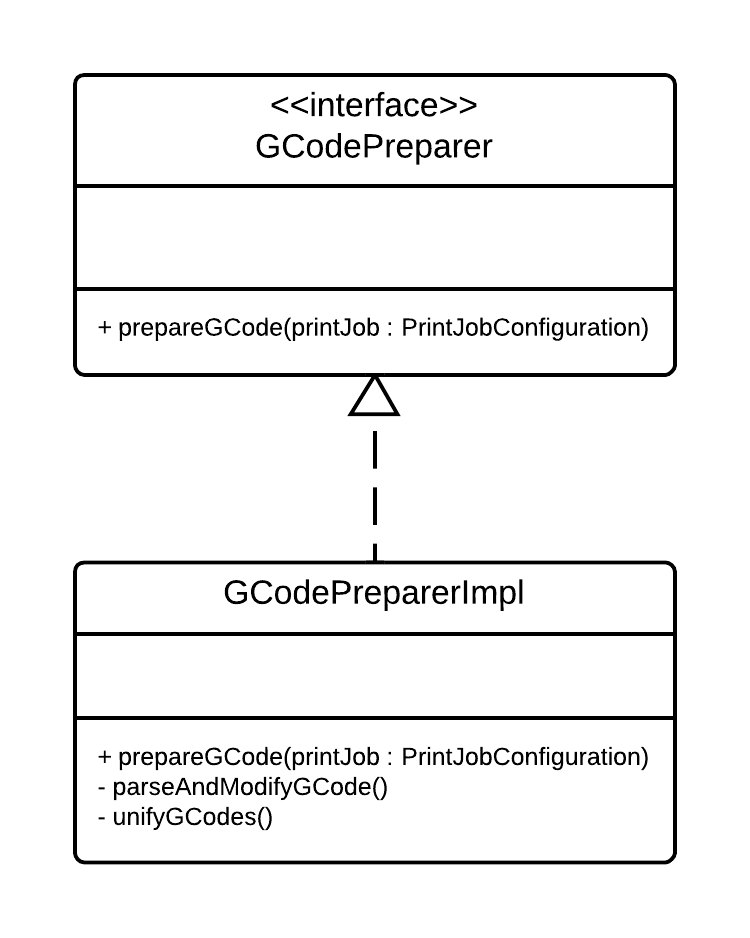 <<interface>>
GCodePreparer
+ prepareGCode(printJob : PrintJobConfiguration)
GCodePreparerImpl
+ prepareGCode(printJob : PrintJobConfiguration)
- parseAndModifyGCode()
- unifyGCodes()